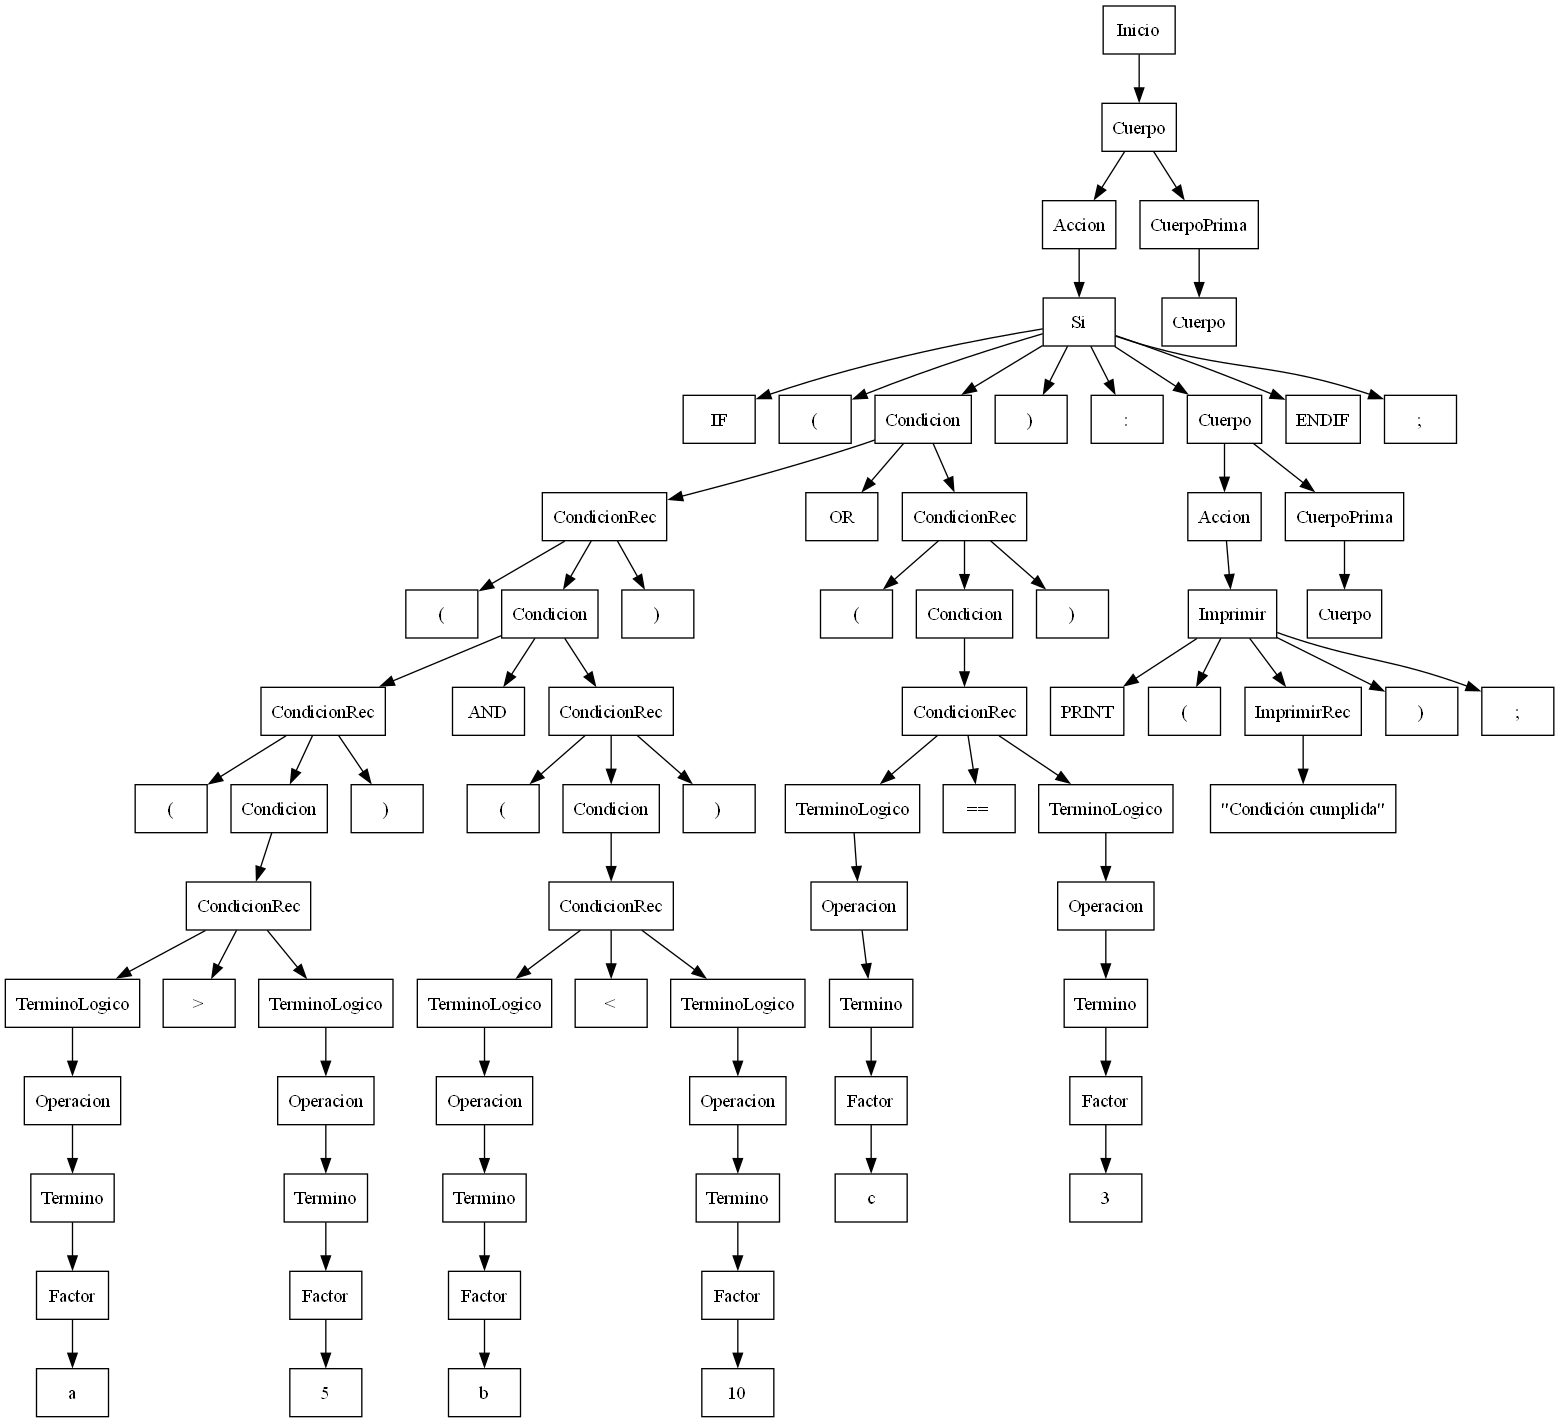 Inicio
Cuerpo
Accion CuerpoPrima
Si Cuerpo
IF ( Condicion ) : Cuerpo ENDIF ;
CondicionRec OR CondicionRec Accion CuerpoPrima
( Condicion ) ( Condicion ) Imprimir Cuerpo
CondicionRec AND CondicionRec CondicionRec PRINT ( ImprimirRec ) ;
( Condicion ) ( Condicion ) TerminoLogico == TerminoLogico "Condición cumplida"
CondicionRec CondicionRec Operacion Operacion
TerminoLogico > TerminoLogico TerminoLogico < TerminoLogico Termino Termino
Operacion Operacion Operacion Operacion Factor Factor
Termino Termino Termino Termino c 3
Factor Factor Factor Factor
a 5 b 10